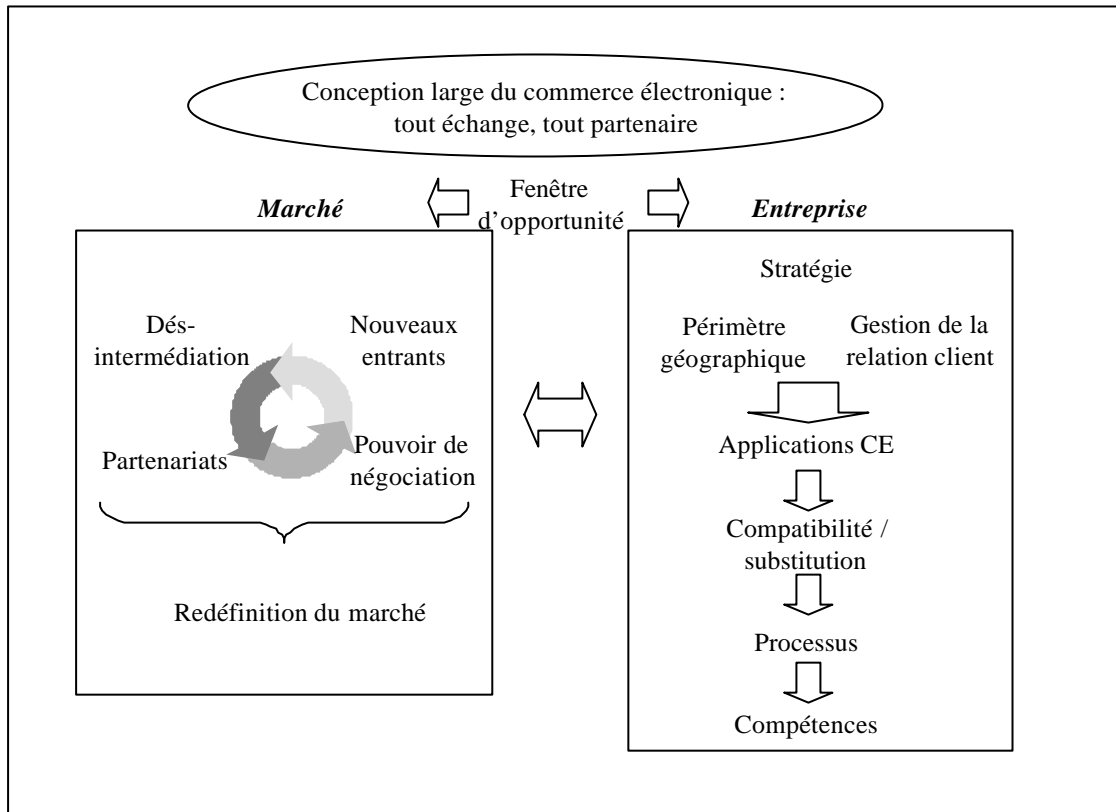 Conception large du commerce électronique :
tout échange, tout partenaire
Fenêtre
d’opportunité
Marché
Entreprise
Dés-
intermédiation
Nouveaux
entrants
Partenariats
Pouvoir de
négociation
Redéfinition du marché
Stratégie
Périmètre
géographique
Gestion de la
relation client
Applications CE
Compatibilité /
substitution
Processus
Compétences